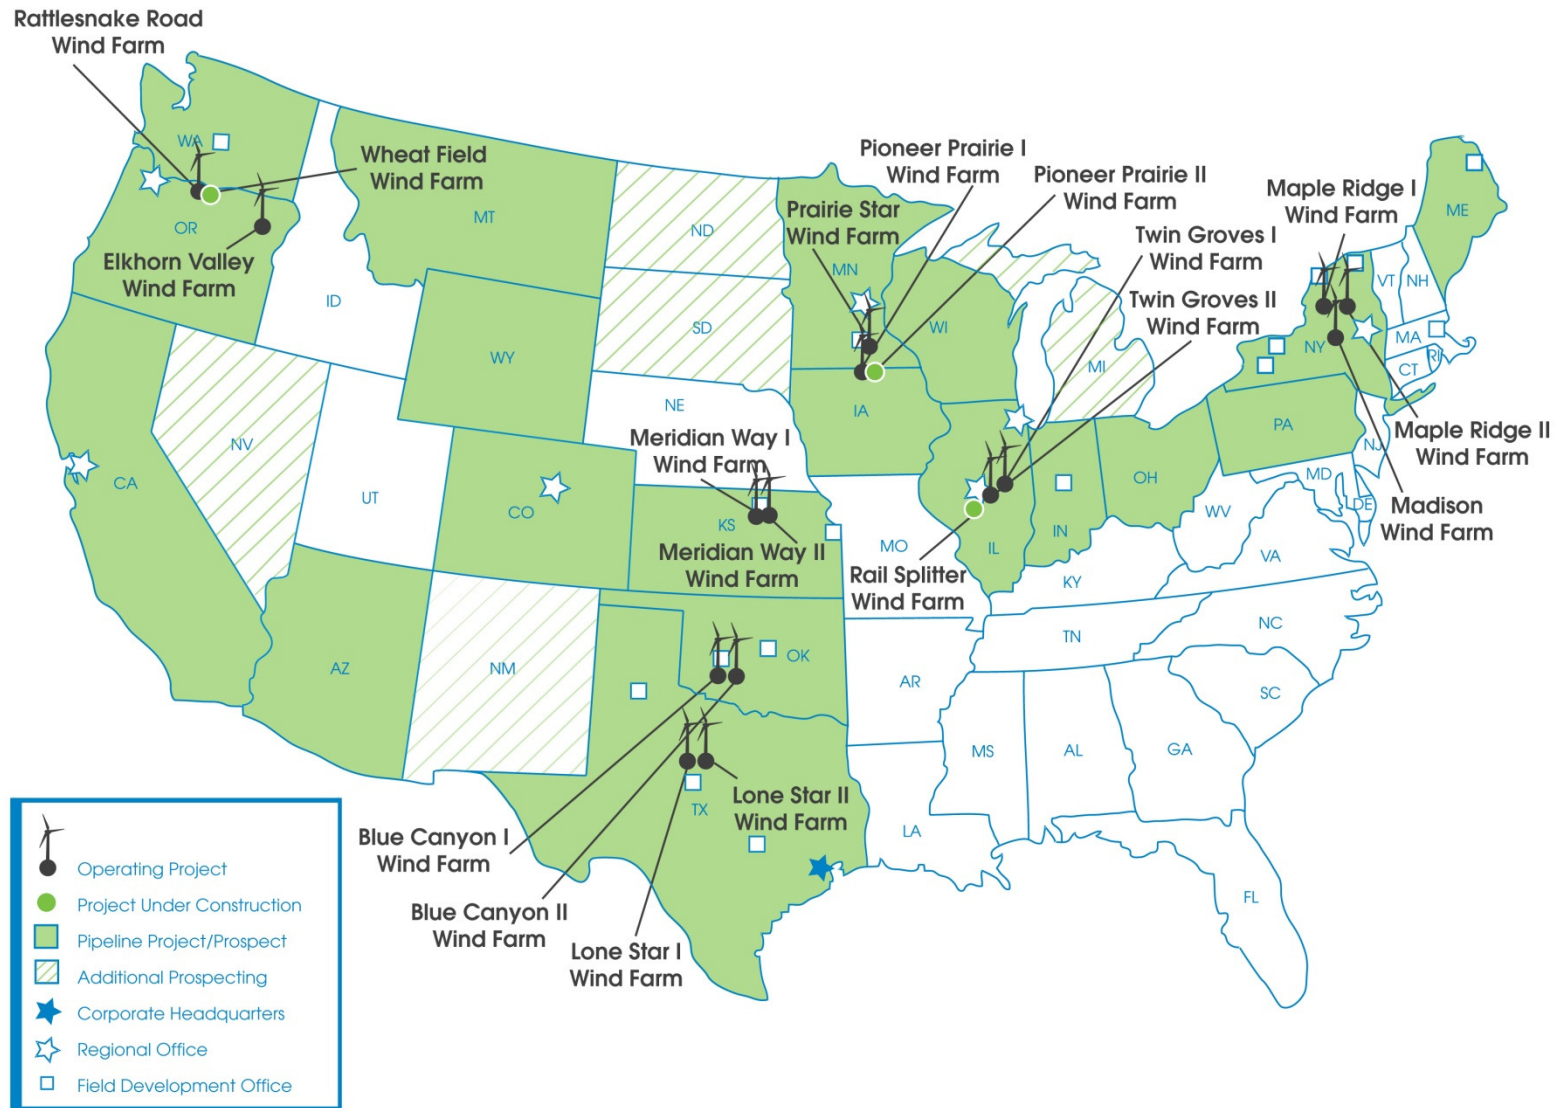 Rattlesnake Road
Wind Farm
Wheat Field
Wind Farm
Elkhorn Valley
Wind Farm
Pioneer Prairie I
Wind Farm
Pioneer Prairie II
Wind Farm
Prairie Star
Wind Farm
Twin Groves I
Wind Farm
Twin Groves II
Wind Farm
Maple Ridge I
Wind Farm
Maple Ridge II
Wind Farm
Madison
Wind Farm
Meridian Way I
Wind Farm
Meridian Way II
Wind Farm
Rail Splitter
Wind Farm
Blue Canyon I
Wind Farm
Blue Canyon II
Wind Farm
Lone Star I
Wind Farm
Lone Star II
Wind Farm
WA
OR
CA
NV
ID
MT
WY
UT
AZ
CO
NM
ND
SD
NE
KS
OK
TX
MN
IA
MO
AR
LA
WI
IL
MI
IN
OH
KY
TN
MS
AL
GA
FL
SC
NC
VA
WV
MD
DE
NJ
PA
NY
CT
RI
MA
VT
NH
ME
Operating Project
Project Under Construction
Pipeline Project/Prospect
Additional Prospecting
Corporate Headquarters
Regional Office
Field Development Office